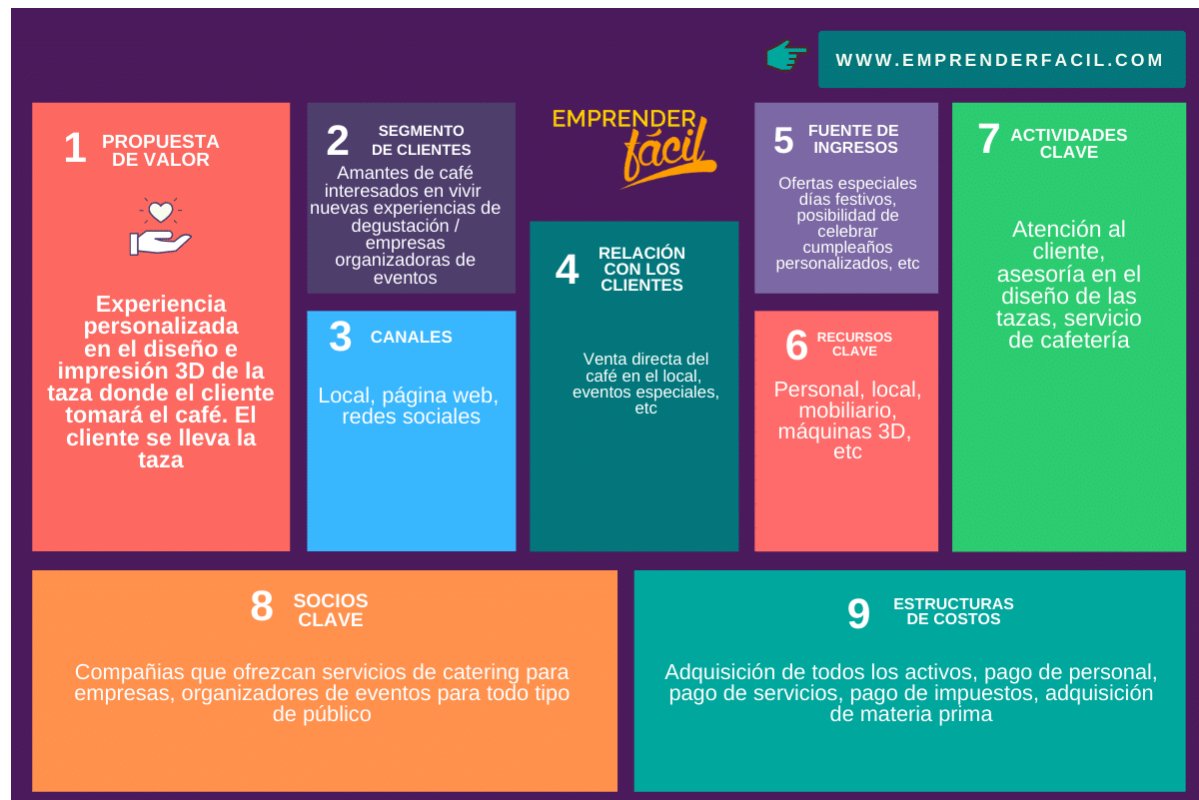 WWW.EMPRENDERFACIL.COM
1
PROPUESTA
DE VALOR
Experiencia
personalizada
en el diseño e
impresión 3D de la
taza donde el cliente
tomará el café. El
cliente se lleva la
taza
2
SEGMENTO
DE CLIENTES
Amantes de café
interesados en vivir
nuevas experiencias de
degustación /
empresas
organizadoras de
eventos
3
CANALES
Local, página web,
redes sociales
EMPRENDER
fácil
4
RELACIÓN
CON LOS
CLIENTES
Venta directa del
café en el local,
eventos especiales,
etc
5
FUENTE DE
INGRESOS
Ofertas especiales
días festivos,
posibilidad de
celebrar
cumpleaños
personalizados, etc
6
RECURSOS
CLAVE
Personal, local,
mobiliario,
máquinas 3D,
etc
7
ACTIVIDADES
CLAVE
Atención al
cliente,
asesoría en el
diseño de las
tazas, servicio
de cafetería
8
SOCIOS
CLAVE
Compañias que ofrezcan servicios de catering para
empresas, organizadores de eventos para todo tipo
de público
9
ESTRUCTURAS
DE COSTOS
Adquisición de todos los activos, pago de personal,
pago de servicios, pago de impuestos, adquisición
de materia prima